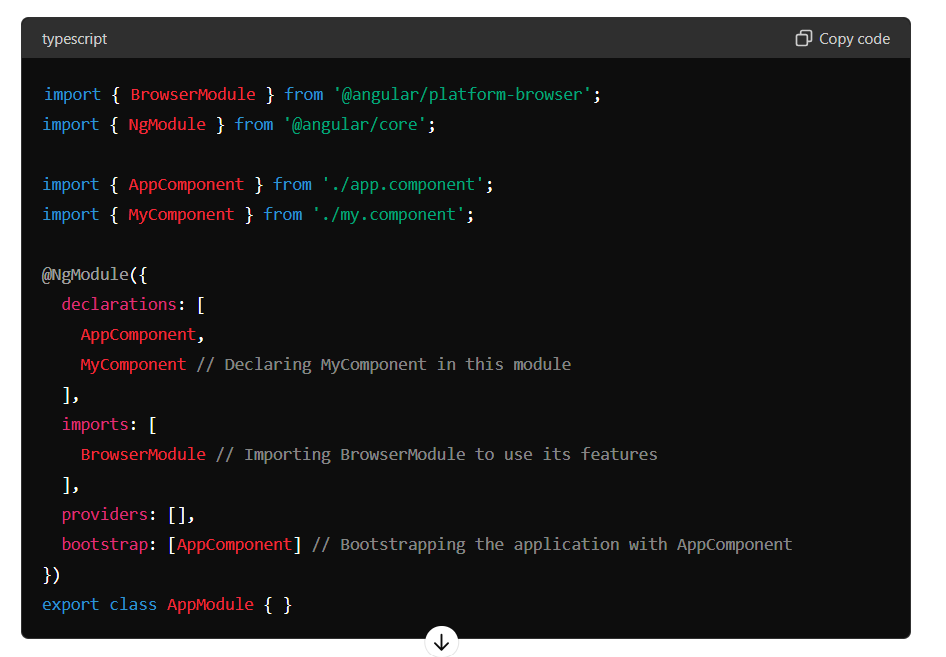 typescript
Copy code
import { BrowserModule } from '@angular/platform-browser';
import { NgModule } from '@angular/core';
import { AppComponent } from './app.component';
import { MyComponent } from './my.component';
@NgModule({
  declarations: [
    AppComponent,
    MyComponent // Declaring MyComponent in this module
  ],
  imports: [
    BrowserModule // Importing BrowserModule to use its features
  ],
  providers: [],
  bootstrap: [AppComponent] // Bootstrapping the application with AppComponent
})
export class AppModule { }